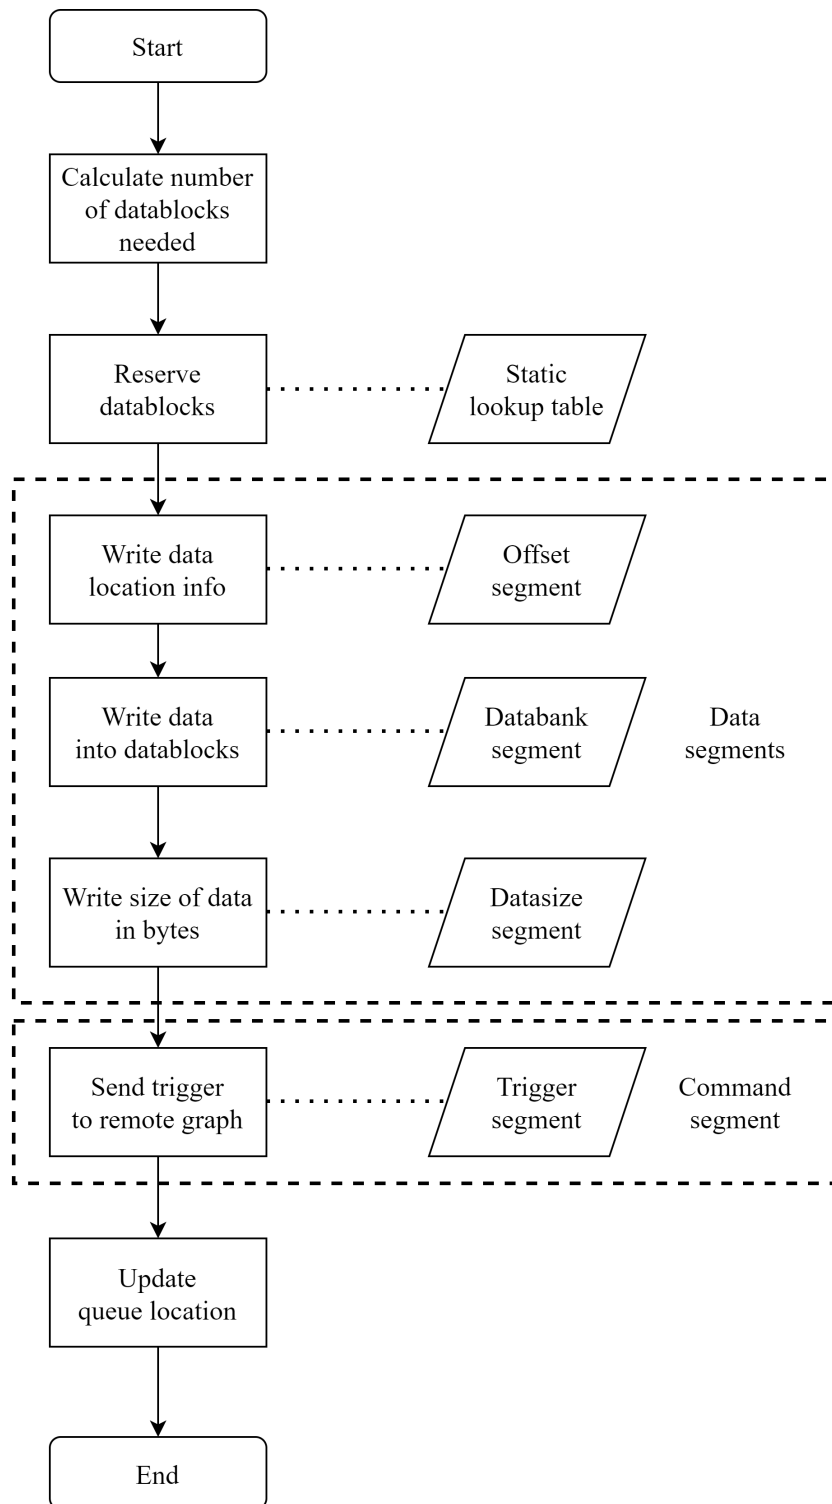 Start
Calculate number
of datablocks
needed
Reserve
datablocks
Static
lookup table
Write data
location info
Offset
segment
Write data
into datablocks
Databank
segment
Data
segments
Write size of data
in bytes
Datasize
segment
Send trigger
to remote graph
Trigger
segment
Command
segment
Update
queue location
End